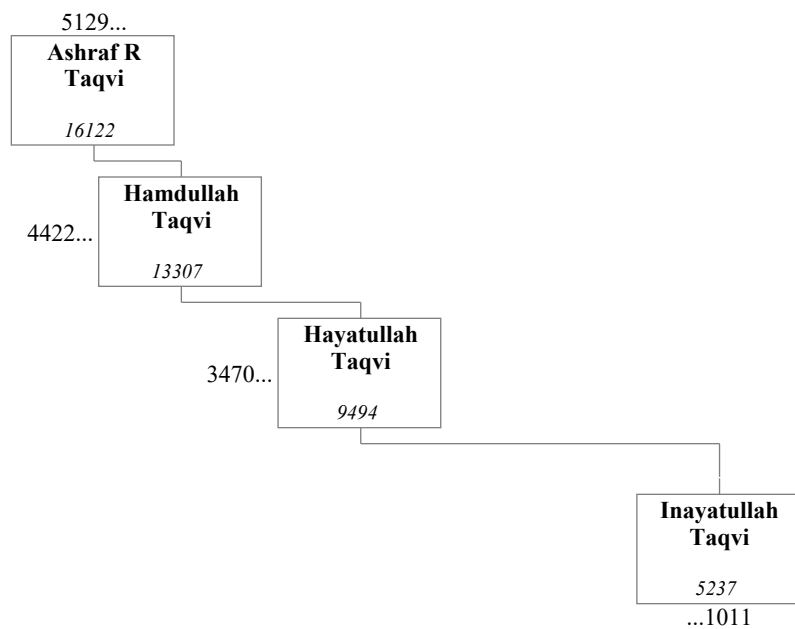 5129...
Ashraf R
Taqvi
16122
Hamdullah
Taqvi
4422...
13307
Hayatullah
Taqvi
3470...
9494
Inayatullah
Taqvi
5237
...1011